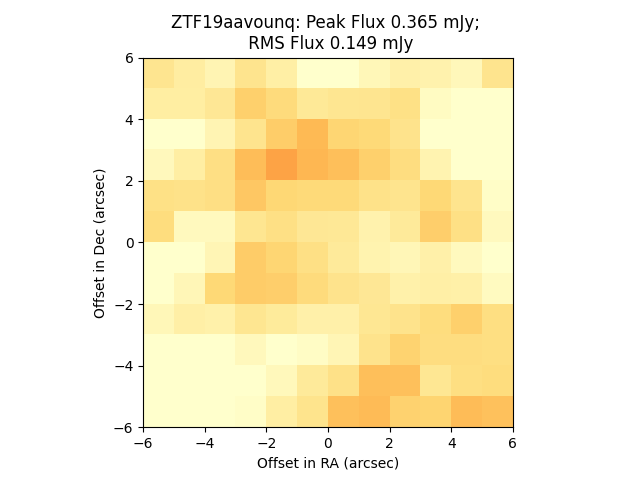 ZTF19aavounq: Peak Flux 0.365 mJy;
RMS Flux 0.149 mJy
6
4
2
0
−2
−4
−6
Offset in Dec (arcsec)
−6 −4 −2 0 2 4 6
Offset in RA (arcsec)